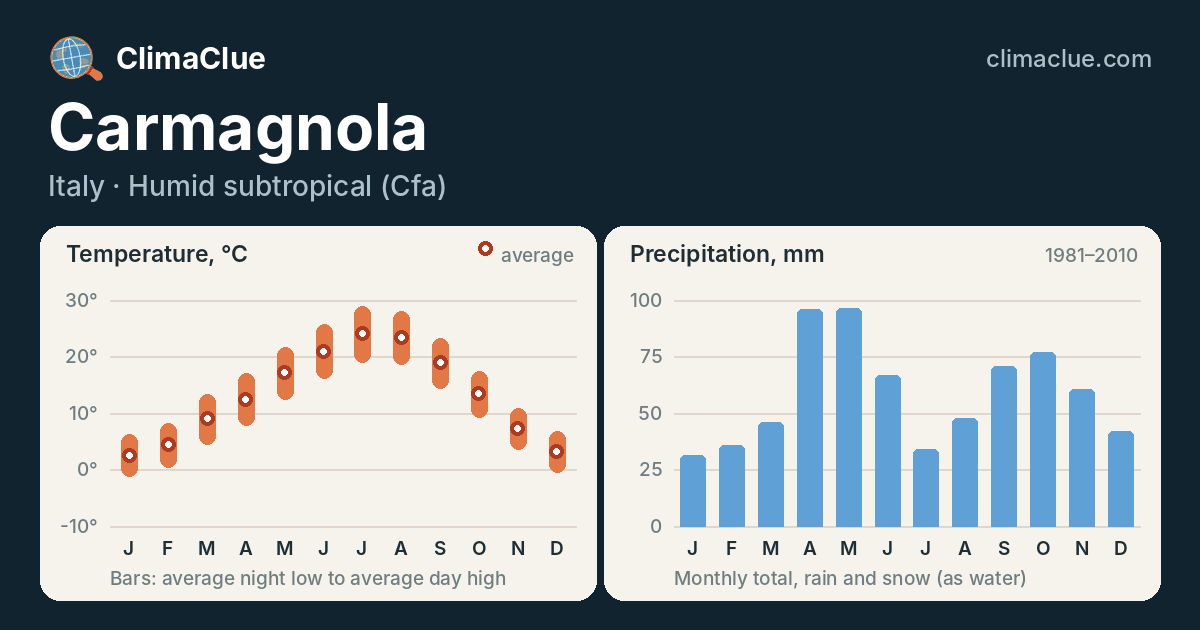 ClimaClue
climaclue.com
Carmagnola
Italy · Humid subtropical (Cfa)
Temperature, °C
average
30°
20°
10°
0°
-10°
J F M A M J J A S O N D
Bars: average night low to average day high
Precipitation, mm
1981–2010
100
75
50
25
0
J F M A M J J A S O N D
Monthly total, rain and snow (as water)